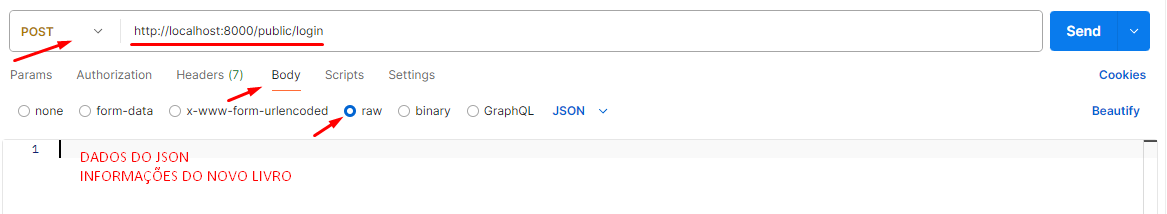 POST http://localhost:8000/public/login Send
Params Authorization Headers (7) Body Scripts Settings Cookies
none form-data x-www-form-urlencoded raw binary GraphQL JSON Beautify
1
DADOS DO JSON
INFORMAÇÕES DO NOVO LIVRO